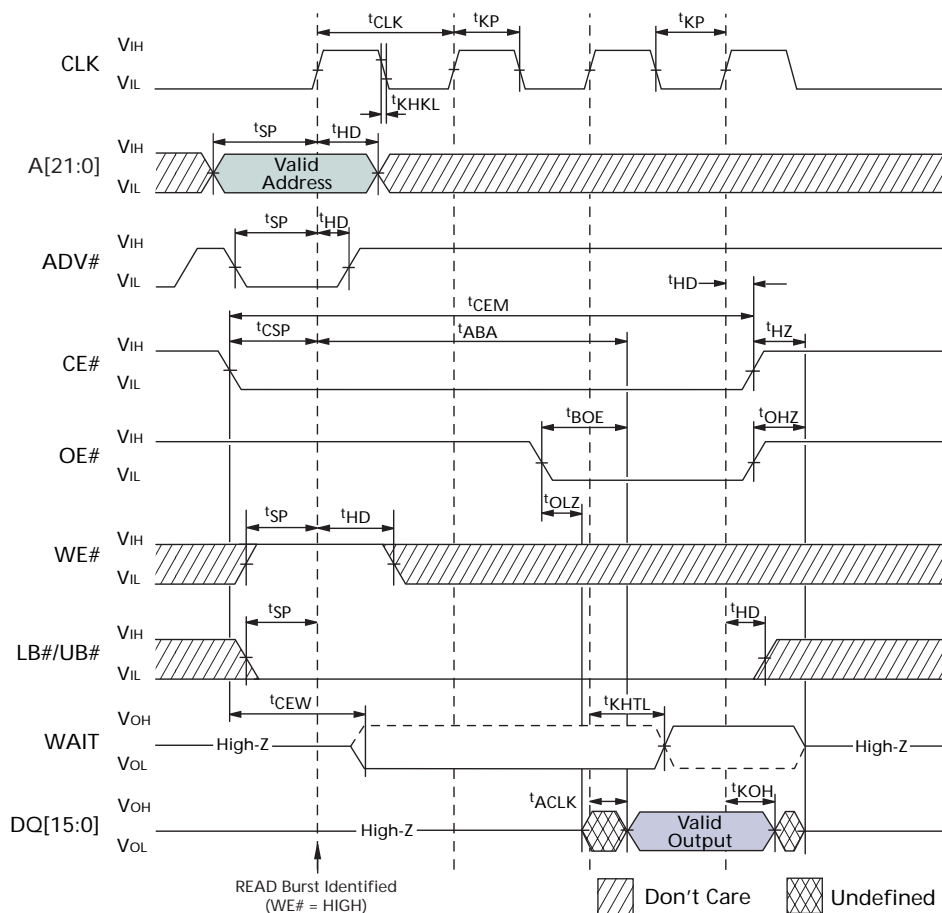 tCLK tKP tKP
CLK VIH
VIL
tKHKL
tSP tHD
A[21:0] VIH
VIL
Valid
Address
tSP tHD
ADV# VIH
VIL
tHD
tCEM
tCSP tABA tHZ
CE# VIH
VIL
tBOE tOHZ
OE# VIH
VIL
tOLZ
tSP tHD
WE# VIH
VIL
tSP tHD
LB#/UB# VIH
VIL
tCEW tKHTL
WAIT VOH
VOL
High-Z High-Z
tACLK tKOH
DQ[15:0] VOH
VOL
High-Z
Valid
Output
READ Burst Identified
(WE# = HIGH)
Don't Care Undefined